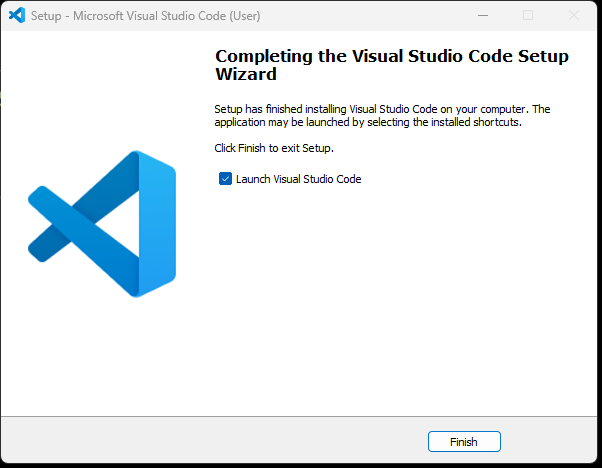 Setup - Microsoft Visual Studio Code (User)
Completing the Visual Studio Code Setup
Wizard
Setup has finished installing Visual Studio Code on your computer. The
application may be launched by selecting the installed shortcuts.
Click Finish to exit Setup.
Launch Visual Studio Code
Finish